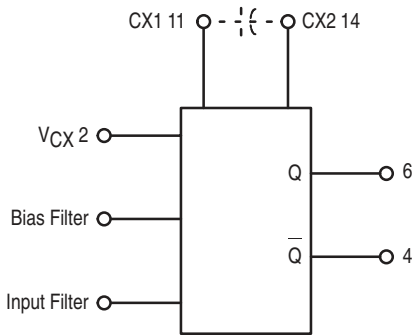 CX1 11 CX2 14
VCX 2
Q 6
Bias Filter
Q̅ 4
Input Filter